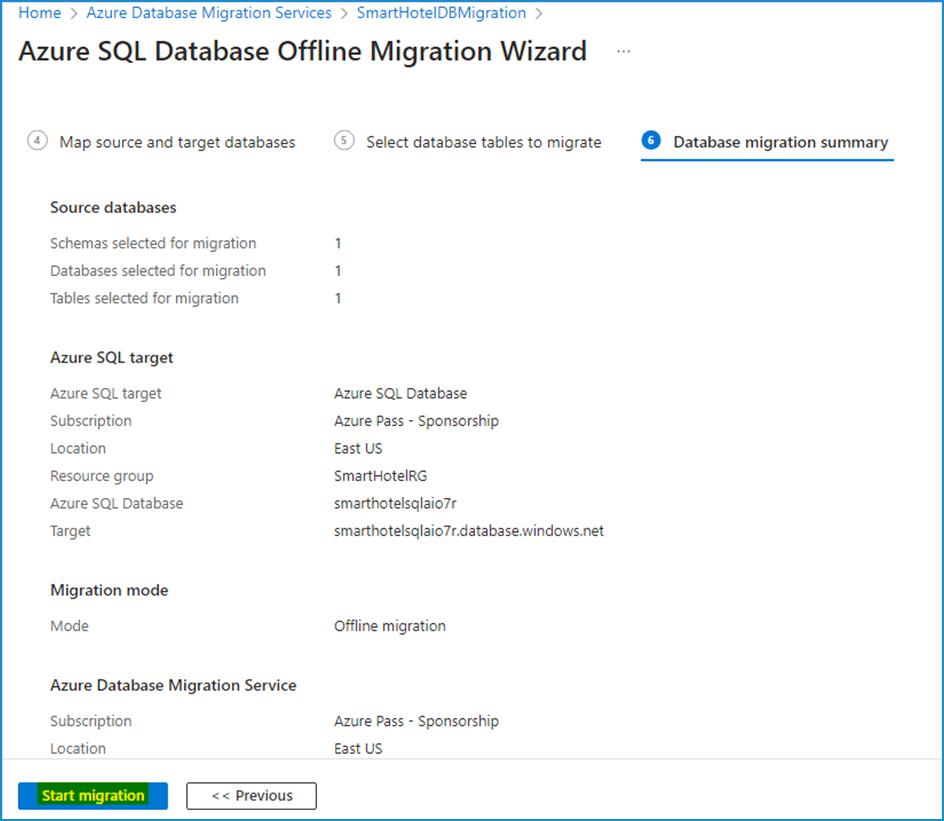 Home > Azure Database Migration Services > SmartHotelDBMigration >
Azure SQL Database Offline Migration Wizard ...
4 Map source and target databases 5 Select database tables to migrate 6 Database migration summary
Source databases
Schemas selected for migration 1
Databases selected for migration 1
Tables selected for migration 1
Azure SQL target
Azure SQL target Azure SQL Database
Subscription Azure Pass - Sponsorship
Location East US
Resource group SmartHotelRG
Azure SQL Database smarthotelsqlaio7r
Target smarthotelsqlaio7r.database.windows.net
Migration mode
Mode Offline migration
Azure Database Migration Service
Subscription Azure Pass - Sponsorship
Location East US
Start migration << Previous